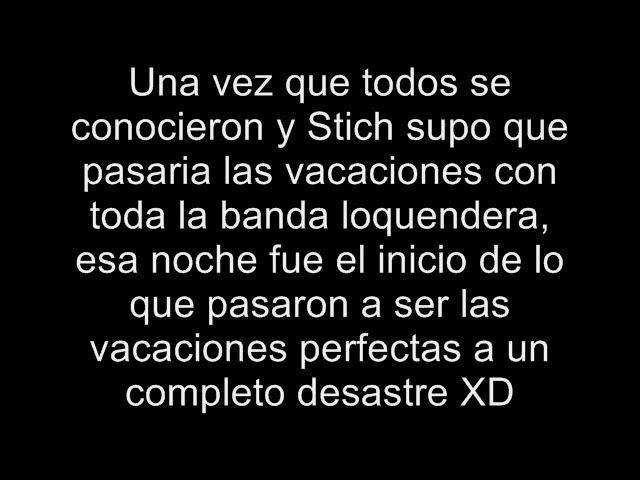 Una vez que todos se
conocieron y Stich supo que
pasaria las vacaciones con
toda la banda loquendera,
esa noche fue el inicio de lo
que pasaron a ser las
vacaciones perfectas a un
completo desastre XD